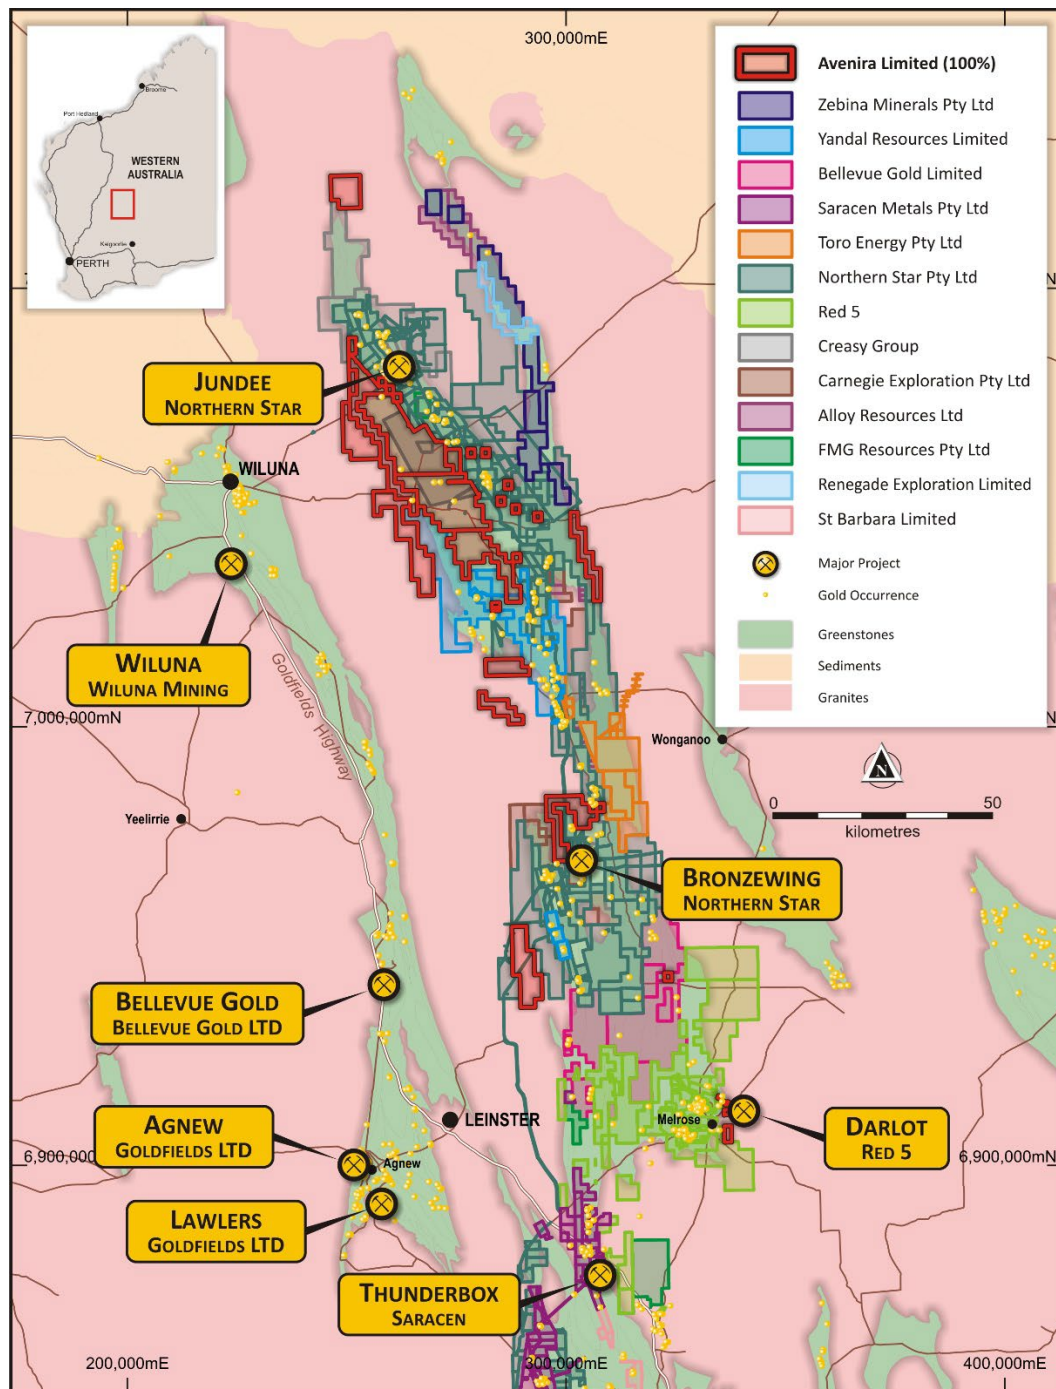 300,000mE
Broome
Port Hedland
WESTERN
AUSTRALIA
Kalgoorlie
PERTH
Avenira Limited (100%)
Zebina Minerals Pty Ltd
Yandal Resources Limited
Bellevue Gold Limited
Saracen Metals Pty Ltd
Toro Energy Pty Ltd
Northern Star Pty Ltd
Red 5
Creasy Group
Carnegie Exploration Pty Ltd
Alloy Resources Ltd
FMG Resources Pty Ltd
Renegade Exploration Limited
St Barbara Limited
Major Project
Gold Occurrence
Greenstones
Sediments
Granites
JUNDEE
NORTHERN STAR
WILUNA
WILUNA
WILUNA MINING
Goldfields Highway
7,000,000mN
Wonganoo
N
0 50
kilometres
Yeelirrie
BRONZEWING
NORTHERN STAR
BELLEVUE GOLD
BELLEVUE GOLD LTD
LEINSTER
Melrose
DARLOT
RED 5
AGNEW
GOLDFIELDS LTD
Agnew
6,900,000mN
6,900,000mN
LAWLERS
GOLDFIELDS LTD
THUNDERBOX
SARACEN
200,000mE
300,000mE
400,000mE